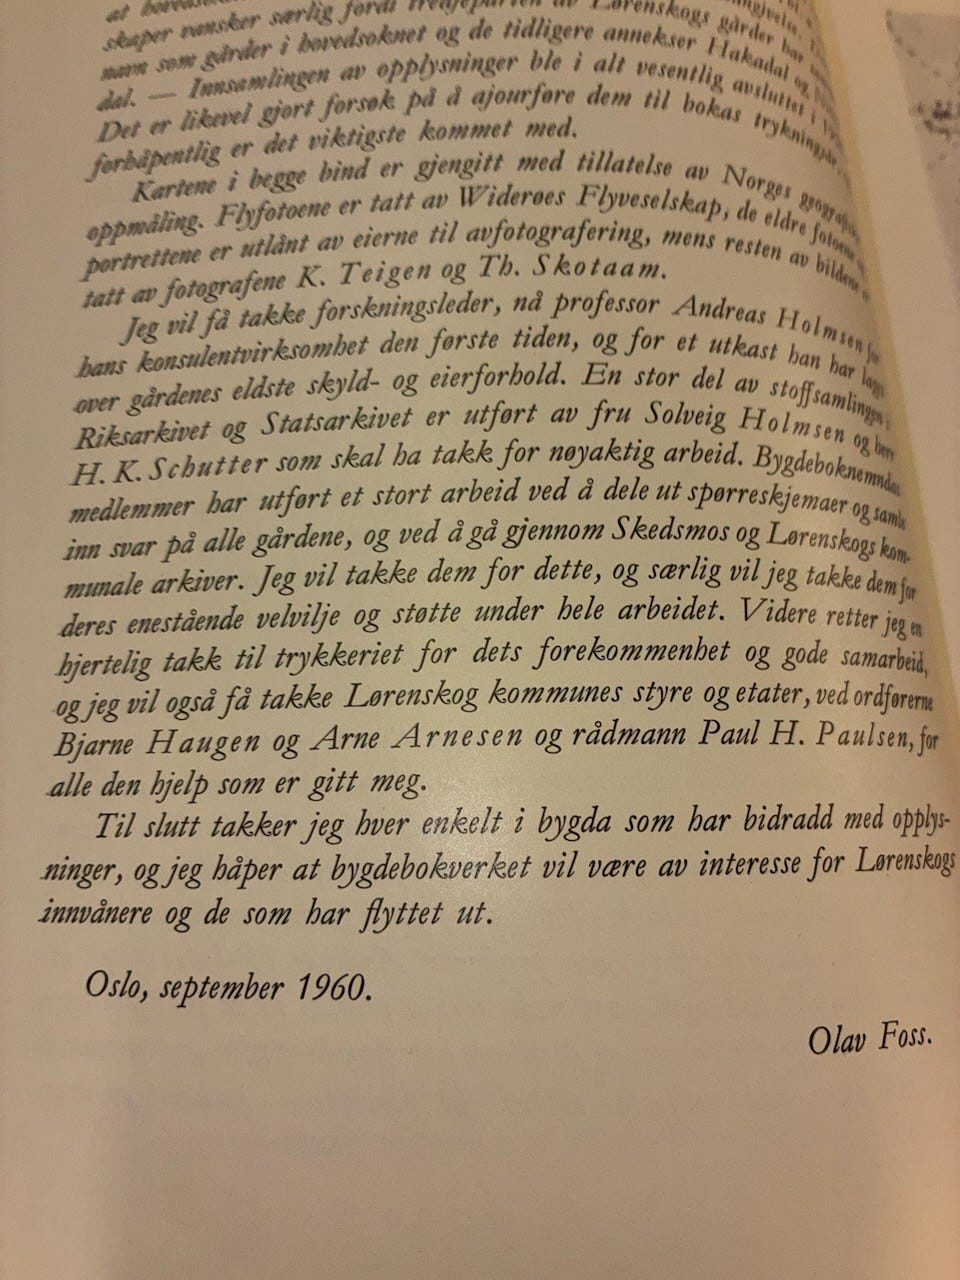 at hovedsoknet
skaper vansker særlig fordi tredjeparten av Lørenskogs gårder har
navn som gårder i hovedsoknet og de tidligere annekser Hakadal og
dal. — Innsamlingen av opplysninger ble i alt vesentlig avsluttet i
Det er likevel gjort forsøk på å ajourføre dem til bokas trykningsår,
forhåpentlig er det viktigste kommet med.
Kartene i begge bind er gjengitt med tillatelse av Norges geografiske
oppmåling. Flyfotoene er tatt av Widerøes Flyveselskap, de eldre fotoene og
portrettene er utlånt av eierne til avfotografering, mens resten av bildene er
tatt av fotografene K. Teigen og Th. Skotaam.
Jeg vil få takke forskningsleder, nå professor Andreas Holmsen for
hans konsulentvirksomhet den første tiden, og for et utkast han har laget
over gårdenes eldste skyld- og eierforhold. En stor del av stoffsamlingen i
Riksarkivet og Statsarkivet er utført av fru Solveig Holmsen og herr
H. K. Schutter som skal ha takk for nøyaktig arbeid. Bygdeboknemndas
medlemmer har utført et stort arbeid ved å dele ut spørreskjemaer og samle
inn svar på alle gårdene, og ved å gå gjennom Skedsmos og Lørenskogs kom-
munale arkiver. Jeg vil takke dem for dette, og særlig vil jeg takke dem for
deres enestående velvilje og støtte under hele arbeidet. Videre retter jeg en
hjertelig takk til trykkeriet for dets forekommenhet og gode samarbeid,
og jeg vil også få takke Lørenskog kommunes styre og etater, ved ordførerne
Bjarne Haugen og Arne Arnesen og rådmann Paul H. Paulsen, for
alle den hjelp som er gitt meg.
Til slutt takker jeg hver enkelt i bygda som har bidradd med opplys-
ninger, og jeg håper at bygdebokverket vil være av interesse for Lørenskogs
innvånere og de som har flyttet ut.
Oslo, september 1960.
Olav Foss.